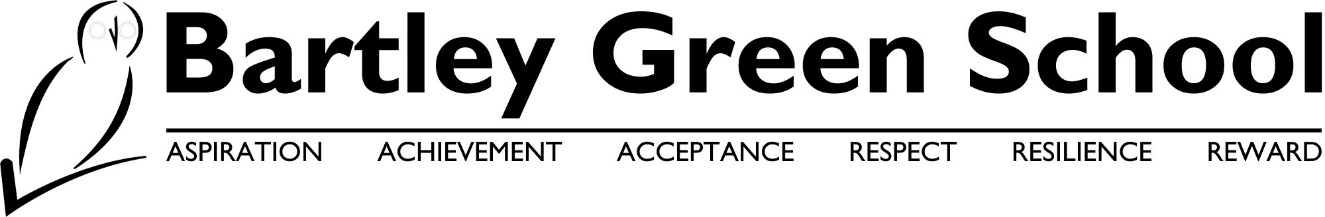 Bartley Green School
ASPIRATION ACHIEVEMENT ACCEPTANCE RESPECT RESILIENCE REWARD